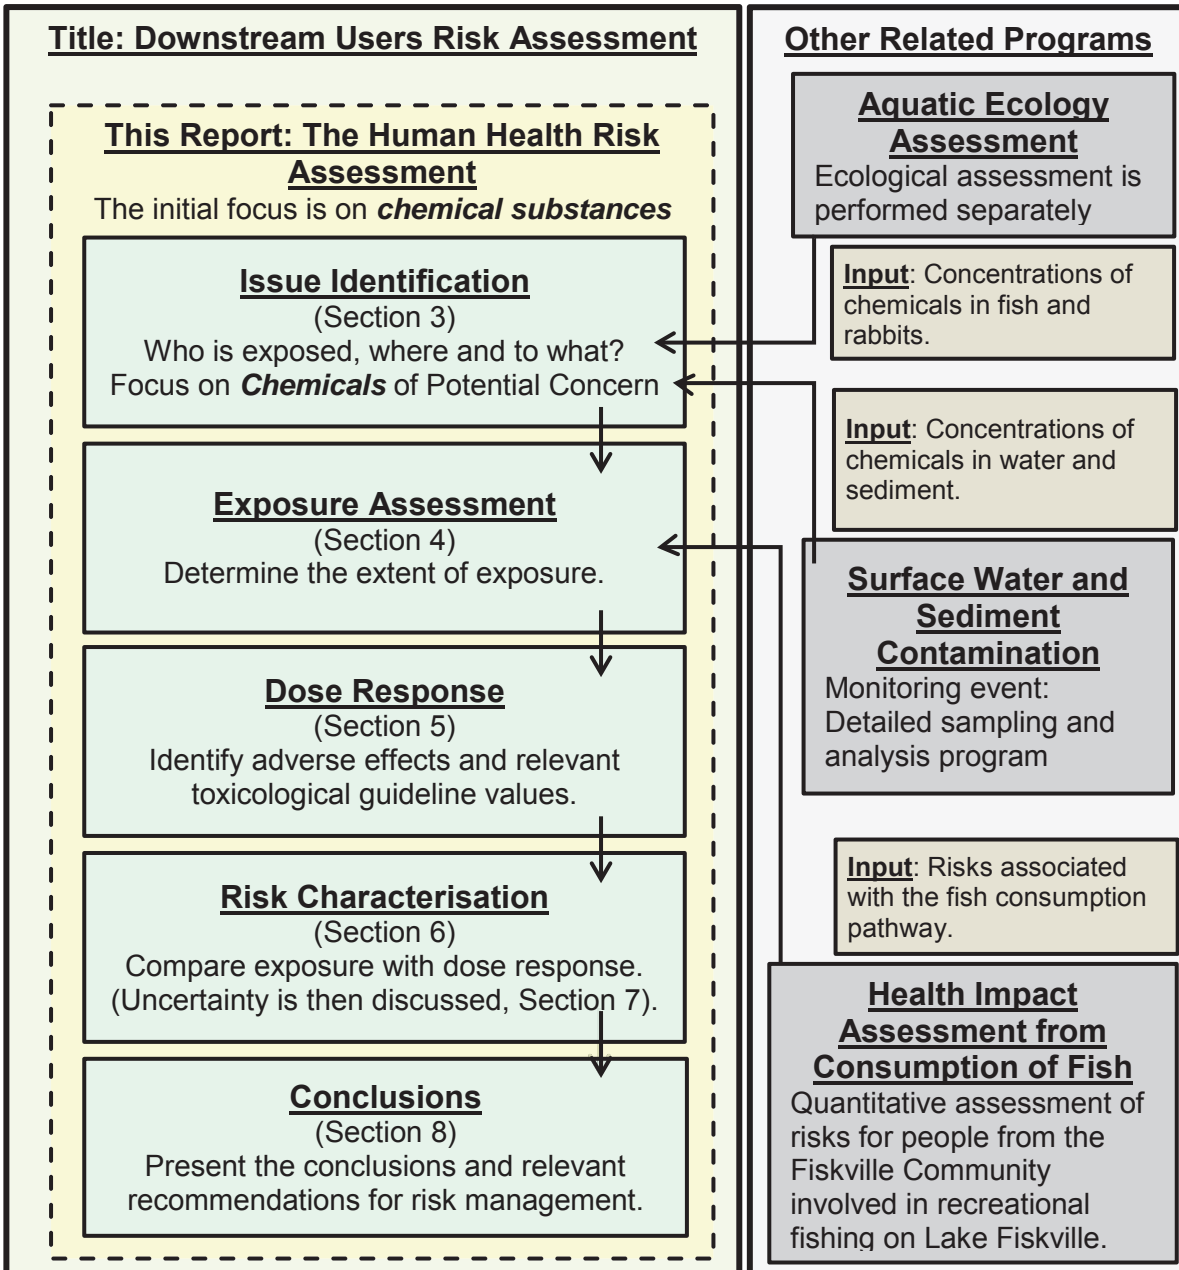 Title: Downstream Users Risk Assessment
This Report: The Human Health Risk
Assessment
The initial focus is on chemical substances
Issue Identification
(Section 3)
Who is exposed, where and to what?
Focus on Chemicals of Potential Concern
Exposure Assessment
(Section 4)
Determine the extent of exposure.
Dose Response
(Section 5)
Identify adverse effects and relevant
toxicological guideline values.
Risk Characterisation
(Section 6)
Compare exposure with dose response.
(Uncertainty is then discussed, Section 7).
Conclusions
(Section 8)
Present the conclusions and relevant
recommendations for risk management.
Other Related Programs
Aquatic Ecology
Assessment
Ecological assessment is
performed separately
Input: Concentrations of
chemicals in fish and
rabbits.
Input: Concentrations of
chemicals in water and
sediment.
Surface Water and
Sediment
Contamination
Monitoring event:
Detailed sampling and
analysis program
Input: Risks associated
with the fish consumption
pathway.
Health Impact
Assessment from
Consumption of Fish
Quantitative assessment of
risks for people from the
Fiskville Community
involved in recreational
fishing on Lake Fiskville.